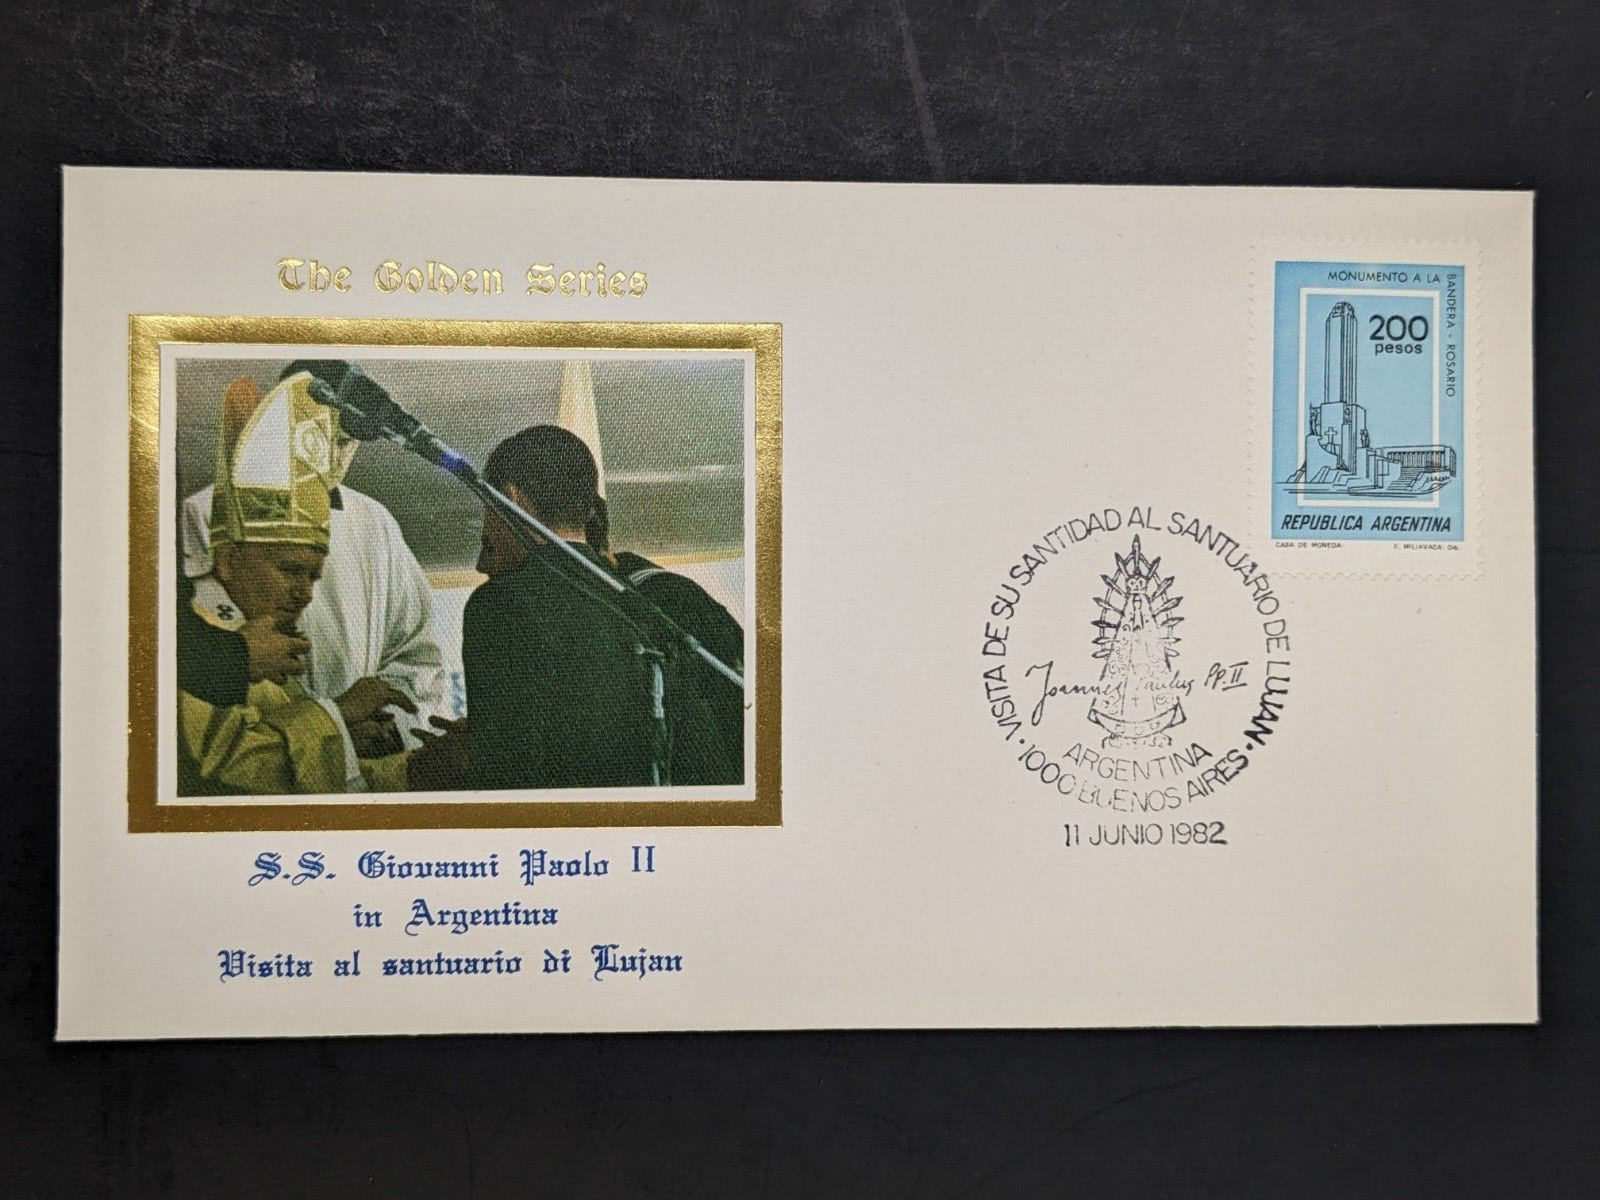 The Golden Series
S.S. Giovanni Paolo II
in Argentina
Visita al santuario di Lujan
MONUMENTO A LA BANDERA - ROSARIO
200
pesos
REPUBLICA ARGENTINA
CASA DE MONEDA E. MILIAVACA: Dib.
• VISITA DE SU SANTIDAD AL SANTUARIO DE LUJAN •
Joannes Paulus PP. II
ARGENTINA
1000 BUENOS AIRES
11 JUNIO 1982